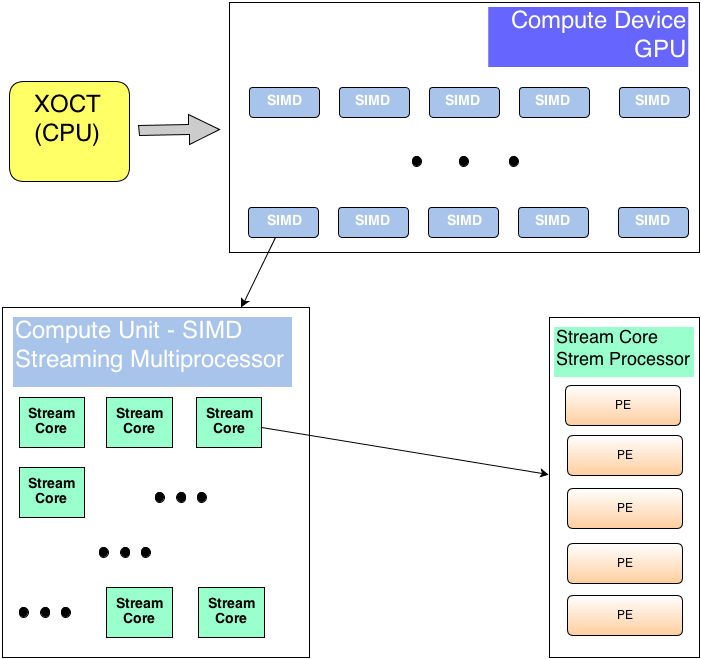 Compute Device
GPU
XOCT
(CPU)
SIMD SIMD SIMD SIMD SIMD
SIMD SIMD SIMD SIMD SIMD
Compute Unit - SIMD
Streaming Multiprocessor
Stream Core
Strem Processor
Stream
Core
Stream
Core
Stream
Core
Stream
Core
Stream
Core
Stream
Core
PE
PE
PE
PE
PE